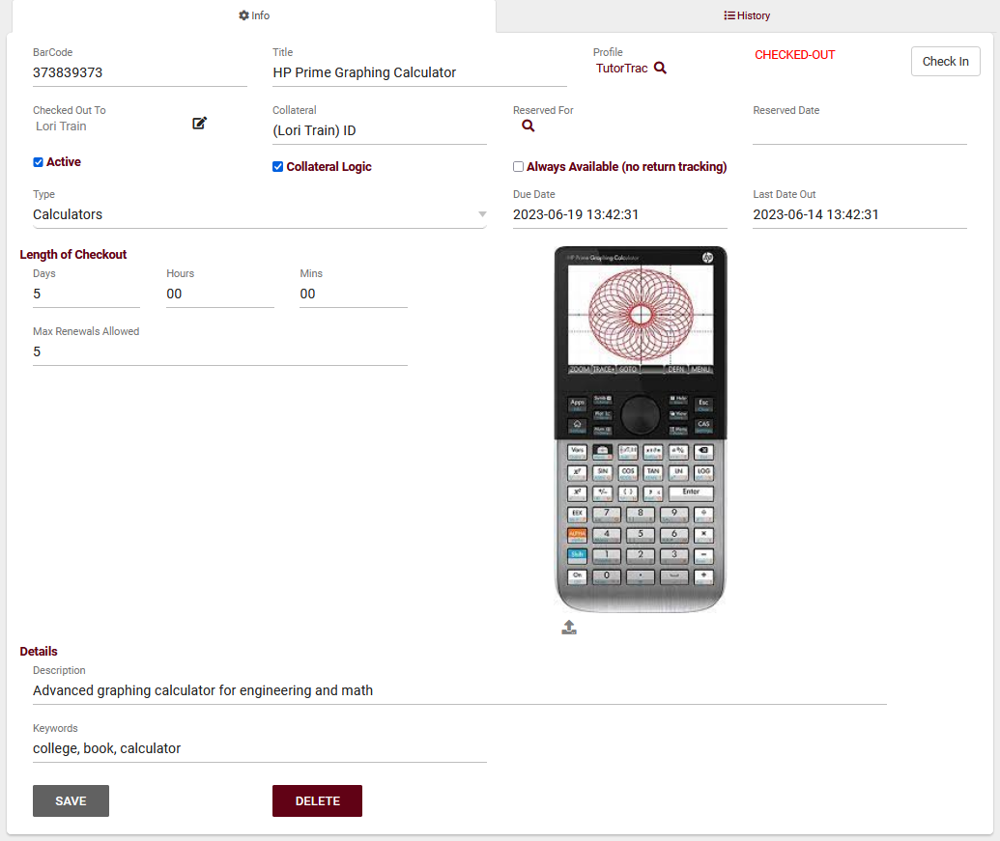 Info
History
BarCode
373839373
Title
HP Prime Graphing Calculator
Profile
TutorTrac
CHECKED-OUT
Check In
Checked Out To
Lori Train
Collateral
(Lori Train) ID
Reserved For
Reserved Date
Active
Collateral Logic
Always Available (no return tracking)
Type
Calculators
Due Date
2023-06-19 13:42:31
Last Date Out
2023-06-14 13:42:31
Length of Checkout
Days
5
Hours
00
Mins
00
Max Renewals Allowed
5
HP Prime Graphing Calculator
hp
ZOOM TRACE• GOTO DEFN MENU
Apps
Esc
CAS
Vars
SIN COS TAN LN LOG
Enter
EEX 7 8 9 ÷
ALPHA 4 5 6 ×
Shift 1 2 3 −
On 0 . +
Details
Description
Advanced graphing calculator for engineering and math
Keywords
college, book, calculator
SAVE
DELETE